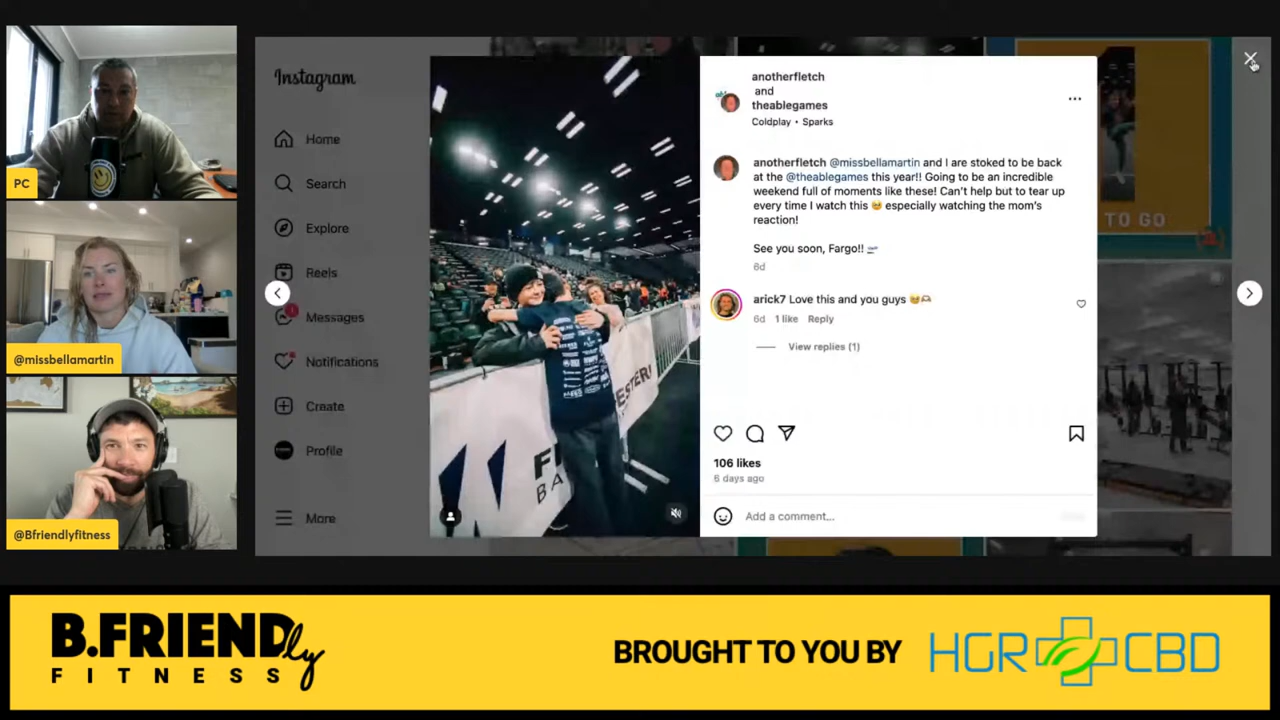 PC
@missbellamartin
@Bfriendlyfitness
Instagram
Home
Search
Explore
Reels
Messages
Notifications
Create
Profile
More
anotherfletch
and
theablegames
Coldplay • Sparks
anotherfletch @missbellamartin and I are stoked to be back
at the @theablegames this year!! Going to be an incredible
weekend full of moments like these! Can't help but to tear up
every time I watch this 🥹 especially watching the mom's
reaction!
See you soon, Fargo!!
6d
arick7 Love this and you guys
6d 1 like Reply
View replies (1)
106 likes
6 days ago
Add a comment...
TO GO
B.FRIENDly
FITNESS
BROUGHT TO YOU BY
HGR CBD